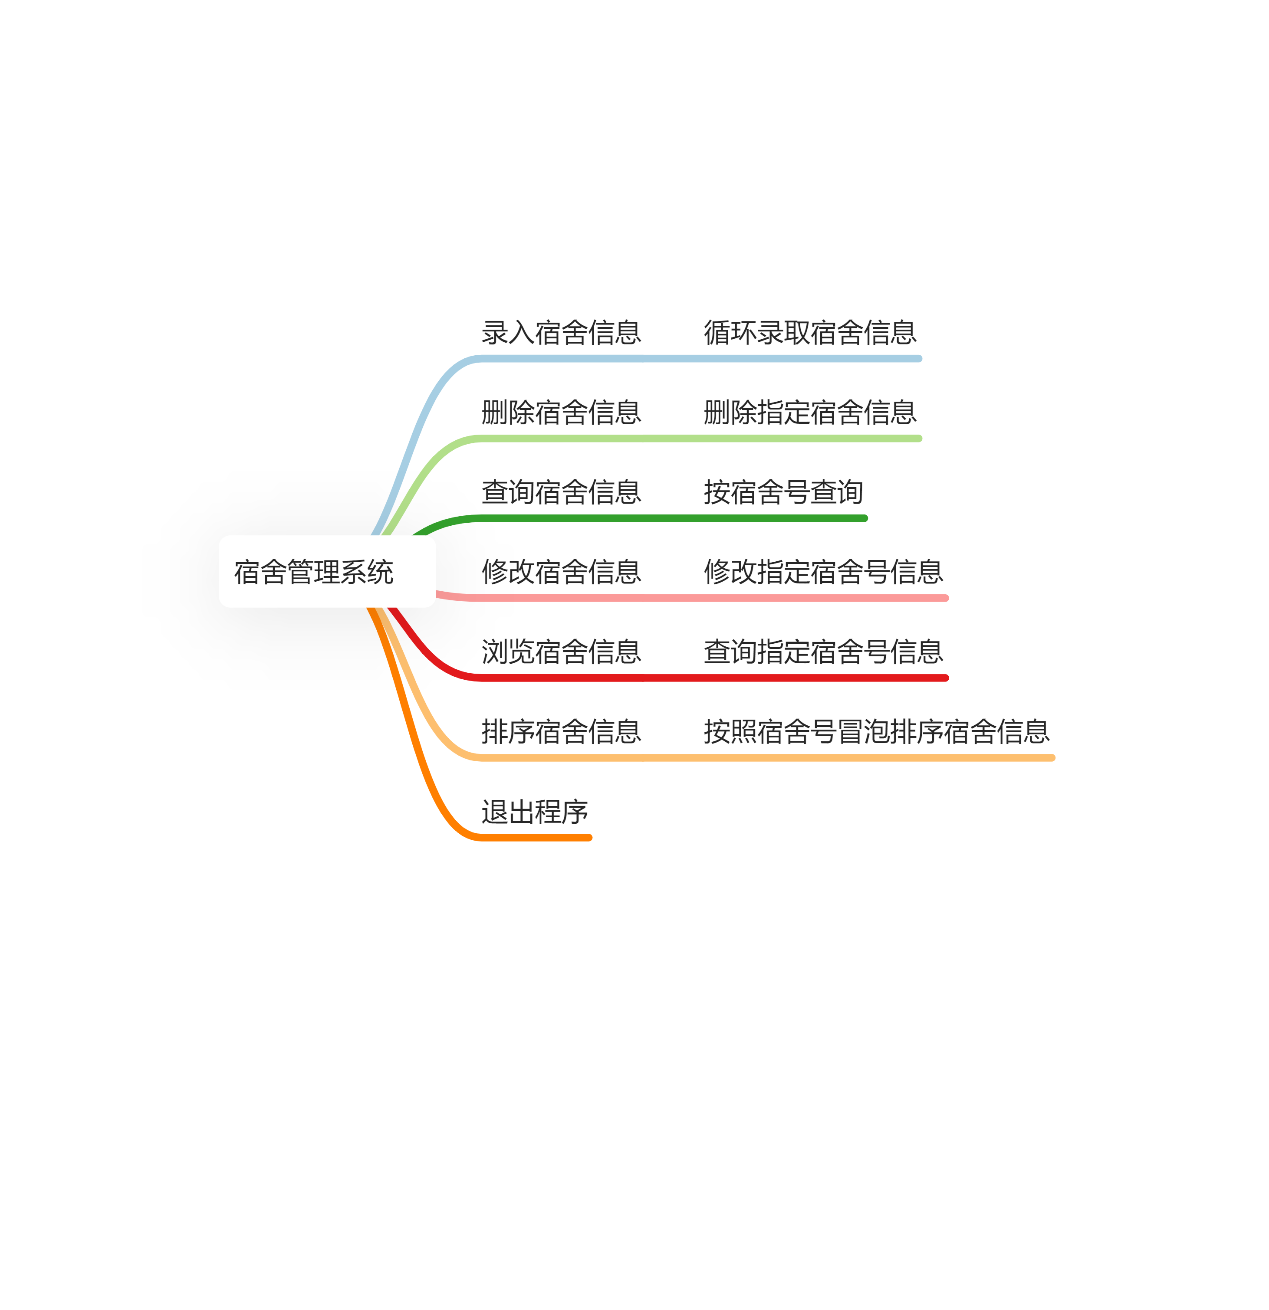 录入宿舍信息 循环录取宿舍信息
删除宿舍信息 删除指定宿舍信息
查询宿舍信息 按宿舍号查询
宿舍管理系统
修改宿舍信息 修改指定宿舍号信息
浏览宿舍信息 查询指定宿舍号信息
排序宿舍信息 按照宿舍号冒泡排序宿舍信息
退出程序